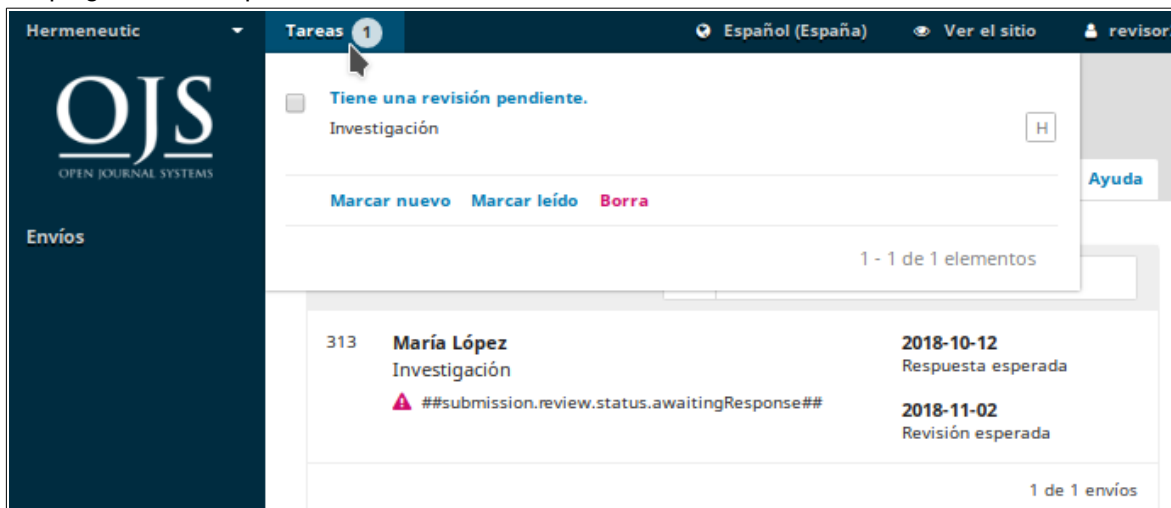 Hermeneutic
Tareas 1
Español (España)
Ver el sitio
OJS
OPEN JOURNAL SYSTEMS
Tiene una revisión pendiente.
Investigación
H
Ayuda
Marcar nuevo Marcar leído Borra
Envíos
1 - 1 de 1 elementos
313 María López 2018-10-12
Investigación Respuesta esperada
##submission.review.status.awaitingResponse## 2018-11-02
Revisión esperada
1 de 1 envíos